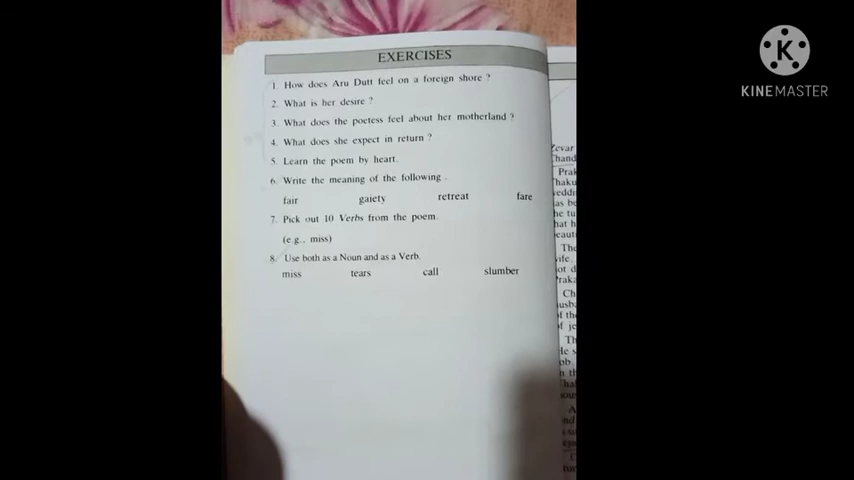 EXERCISES
1. How does Aru Dutt feel on a foreign shore ?
2. What is her desire ?
3. What does the poetess feel about her motherland ?
4. What does she expect in return ?
5. Learn the poem by heart.
6. Write the meaning of the following .
fair gaiety retreat fare
7. Pick out 10 Verbs from the poem.
(e.g., miss)
8. Use both as a Noun and as a Verb.
miss tears call slumber
K
KINEMASTER